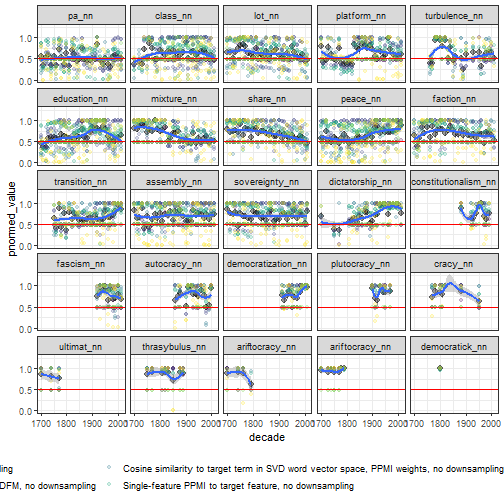 pa_nn class_nn lot_nn platform_nn turbulence_nn
1.0
0.5
0.0
education_nn mixture_nn share_nn peace_nn faction_nn
1.0
0.5
0.0
transition_nn assembly_nn sovereignty_nn dictatorship_nn constitutionalism_nn
1.0
0.5
0.0
pnormed_value
fascism_nn autocracy_nn democratization_nn plutocracy_nn cracy_nn
1.0
0.5
0.0
ultimat_nn thrasybulus_nn ariftocracy_nn ariftocracy_nn democratick_nn
1.0
0.5
0.0
1700 1800 1900 2000 1700 1800 1900 2000 1700 1800 1900 2000 1700 1800 1900 2000 1700 1800 1900 2000
decade
ling Cosine similarity to target term in SVD word vector space, PPMI weights, no downsampling
DFM, no downsampling Single-feature PPMI to target feature, no downsampling